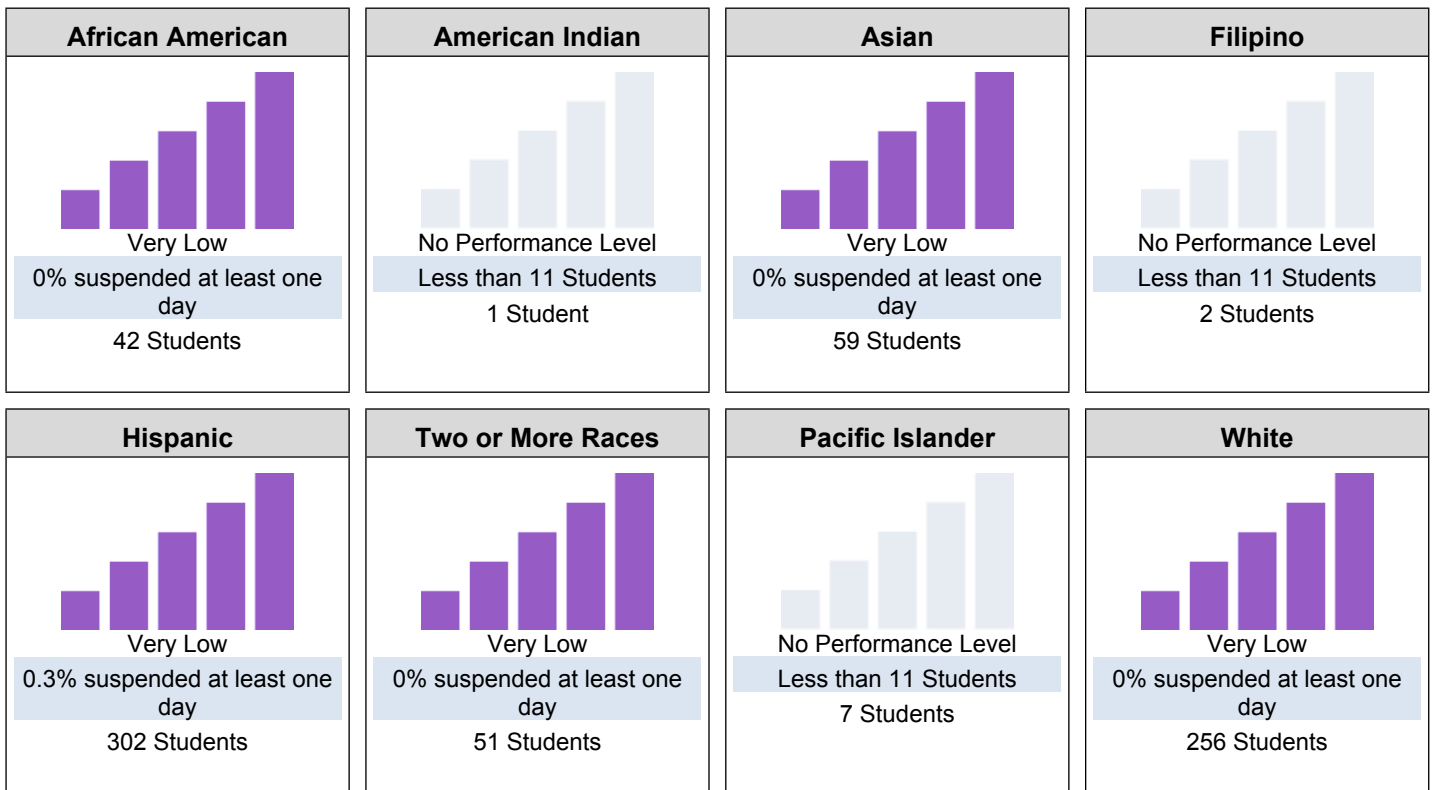 African American
Very Low
0% suspended at least one
day
42 Students
American Indian
No Performance Level
Less than 11 Students
1 Student
Asian
Very Low
0% suspended at least one
day
59 Students
Filipino
No Performance Level
Less than 11 Students
2 Students
Hispanic
Very Low
0.3% suspended at least one
day
302 Students
Two or More Races
Very Low
0% suspended at least one
day
51 Students
Pacific Islander
No Performance Level
Less than 11 Students
7 Students
White
Very Low
0% suspended at least one
day
256 Students